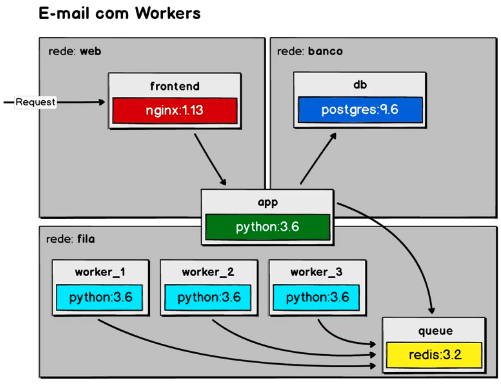 E-mail com Workers
rede: web
rede: banco
frontend
nginx:1.13
db
postgres:9.6
Request
app
python:3.6
rede: fila
worker_1
python:3.6
worker_2
python:3.6
worker_3
python:3.6
queue
redis:3.2